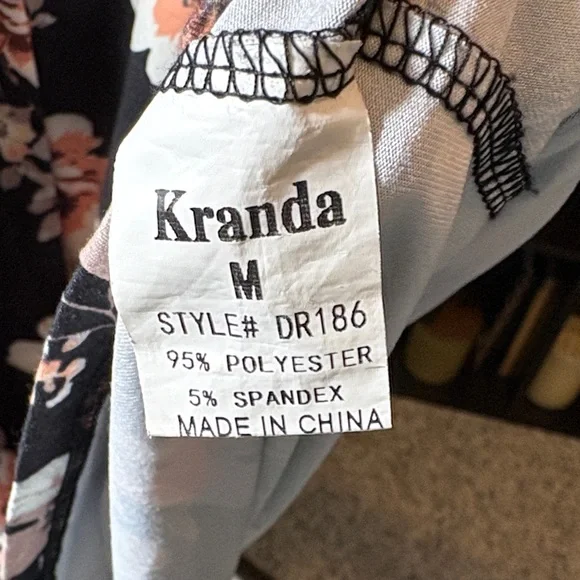 Kranda
M
STYLE# DR186
95% POLYESTER
5% SPANDEX
MADE IN CHINA